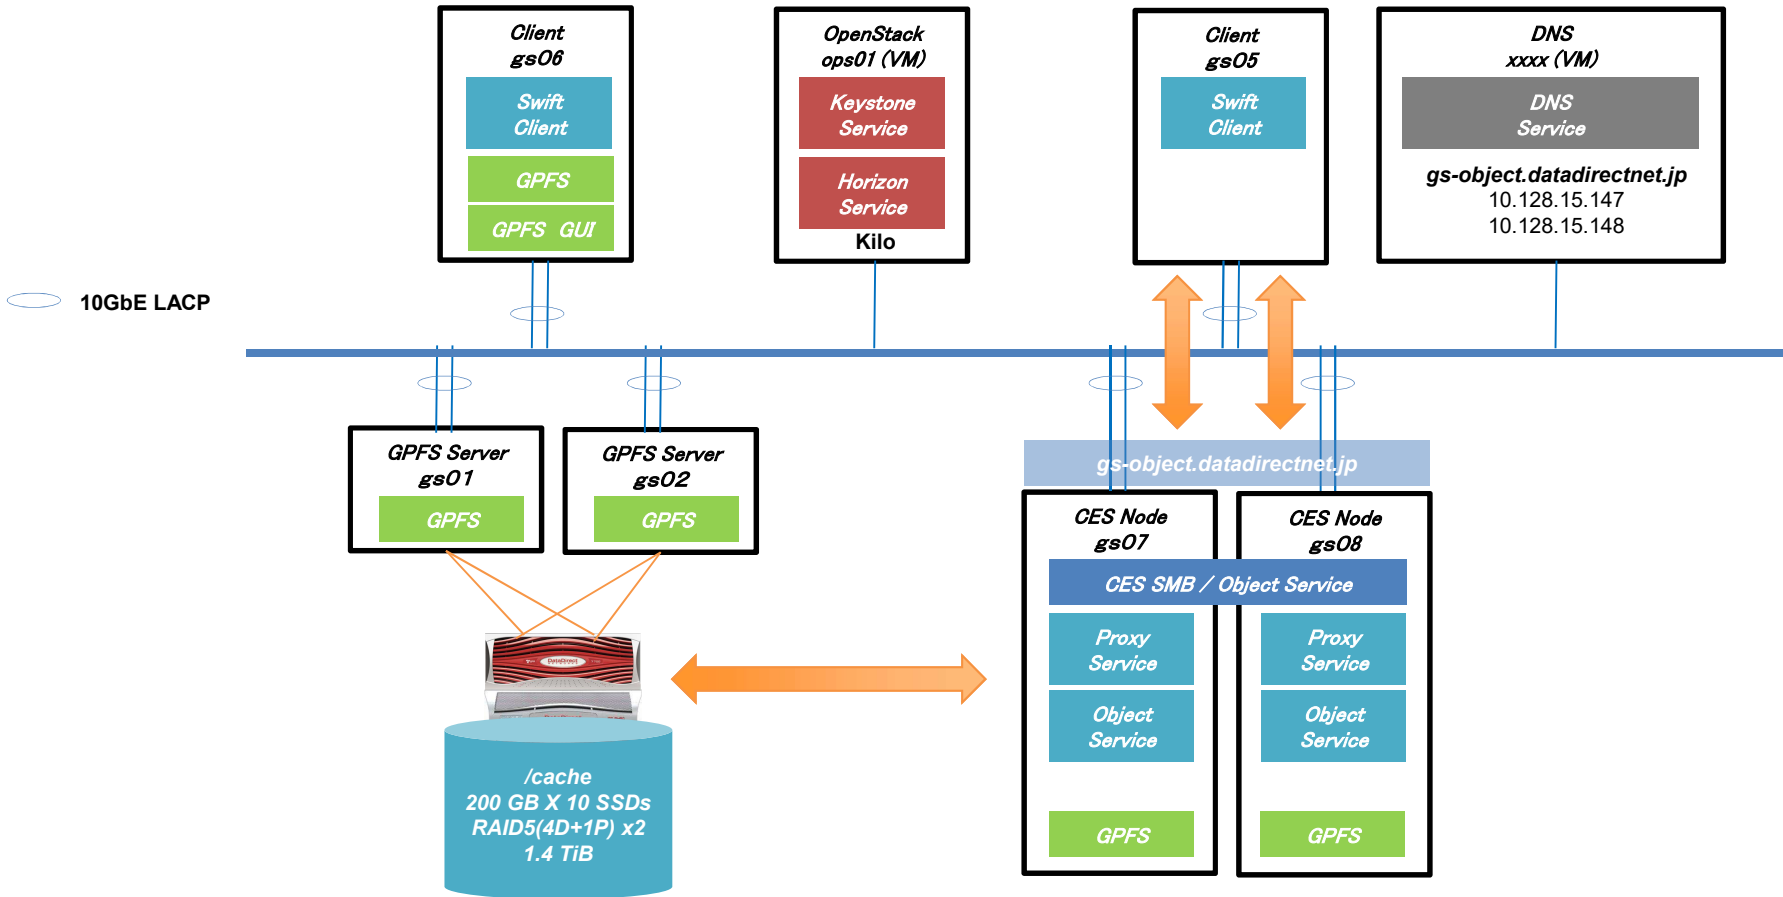 Client
gs06
Swift
Client
GPFS
GPFS GUI
OpenStack
ops01 (VM)
Keystone
Service
Horizon
Service
Kilo
Client
gs05
Swift
Client
DNS
xxxx (VM)
DNS
Service
gs-object.datadirectnet.jp
10.128.15.147
10.128.15.148
10GbE LACP
GPFS Server
gs01
GPFS
GPFS Server
gs02
GPFS
gs-object.datadirectnet.jp
CES Node
gs07
CES Node
gs08
CES SMB / Object Service
Proxy
Service
Proxy
Service
Object
Service
Object
Service
GPFS
GPFS
DataDirect
/cache
200 GB X 10 SSDs
RAID5(4D+1P) x2
1.4 TiB